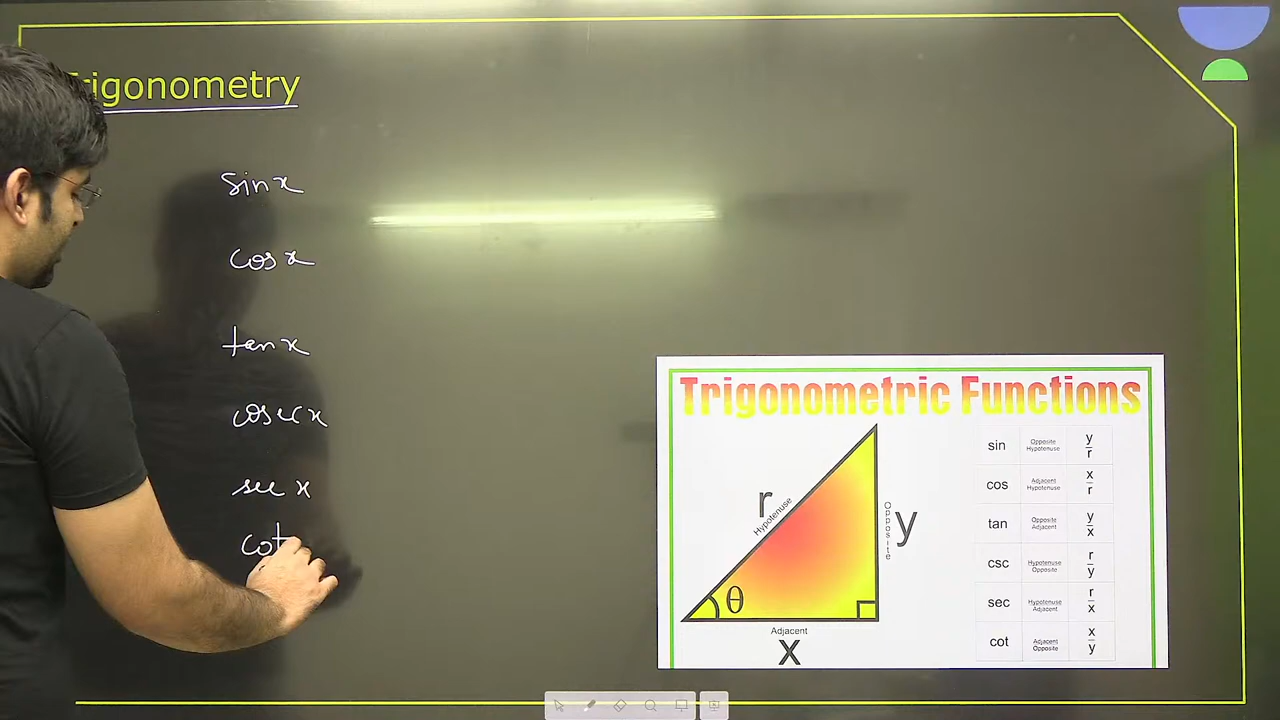 Trigonometry
sin x
cos x
tan x
cosec x
sec x
cot
Trigonometric Functions
r
Hypotenuse
Opposite
y
θ
Adjacent
x
sin Opposite Hypotenuse y r
cos Adjacent Hypotenuse x r
tan Opposite Adjacent y x
csc Hypotenuse Opposite r y
sec Hypotenuse Adjacent r x
cot Adjacent Opposite x y